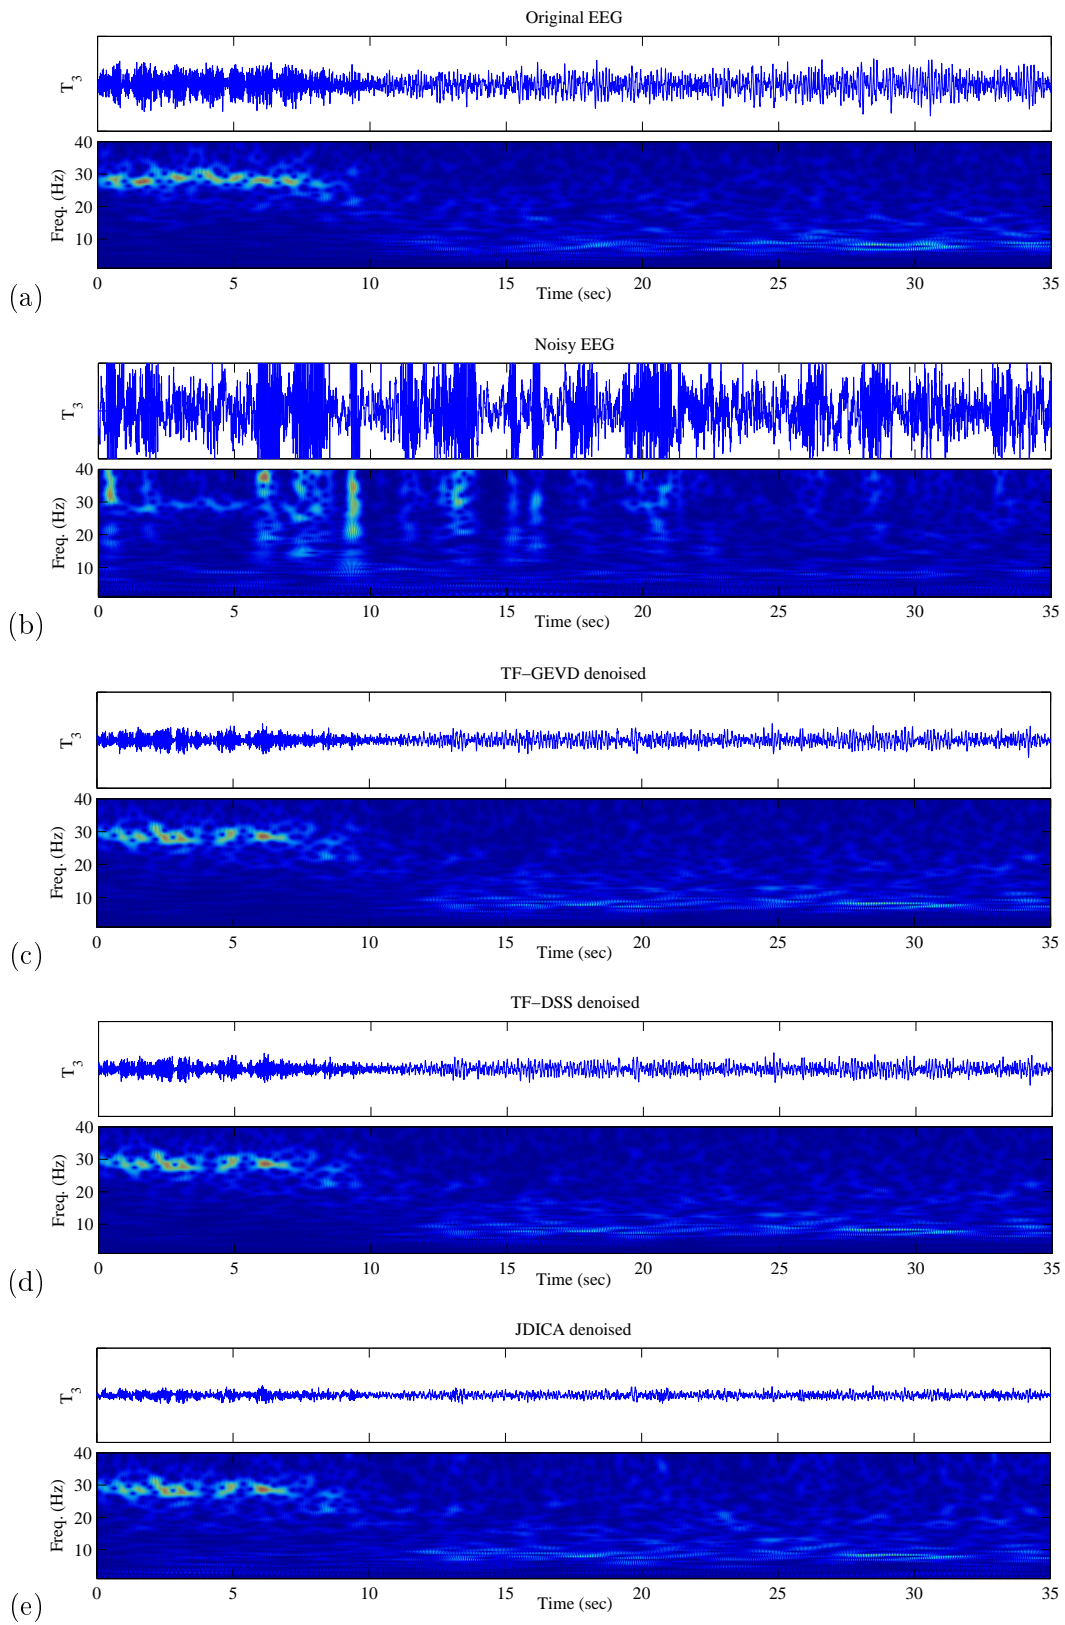 Original EEG
T3
40
30
20
10
Freq. (Hz)
0 5 10 15 20 25 30 35
Time (sec)
(a)
Noisy EEG
T3
40
30
20
10
Freq. (Hz)
0 5 10 15 20 25 30 35
Time (sec)
(b)
TF−GEVD denoised
T3
40
30
20
10
Freq. (Hz)
0 5 10 15 20 25 30 35
Time (sec)
(c)
TF−DSS denoised
T3
40
30
20
10
Freq. (Hz)
0 5 10 15 20 25 30 35
Time (sec)
(d)
JDICA denoised
T3
40
30
20
10
Freq. (Hz)
0 5 10 15 20 25 30 35
Time (sec)
(e)